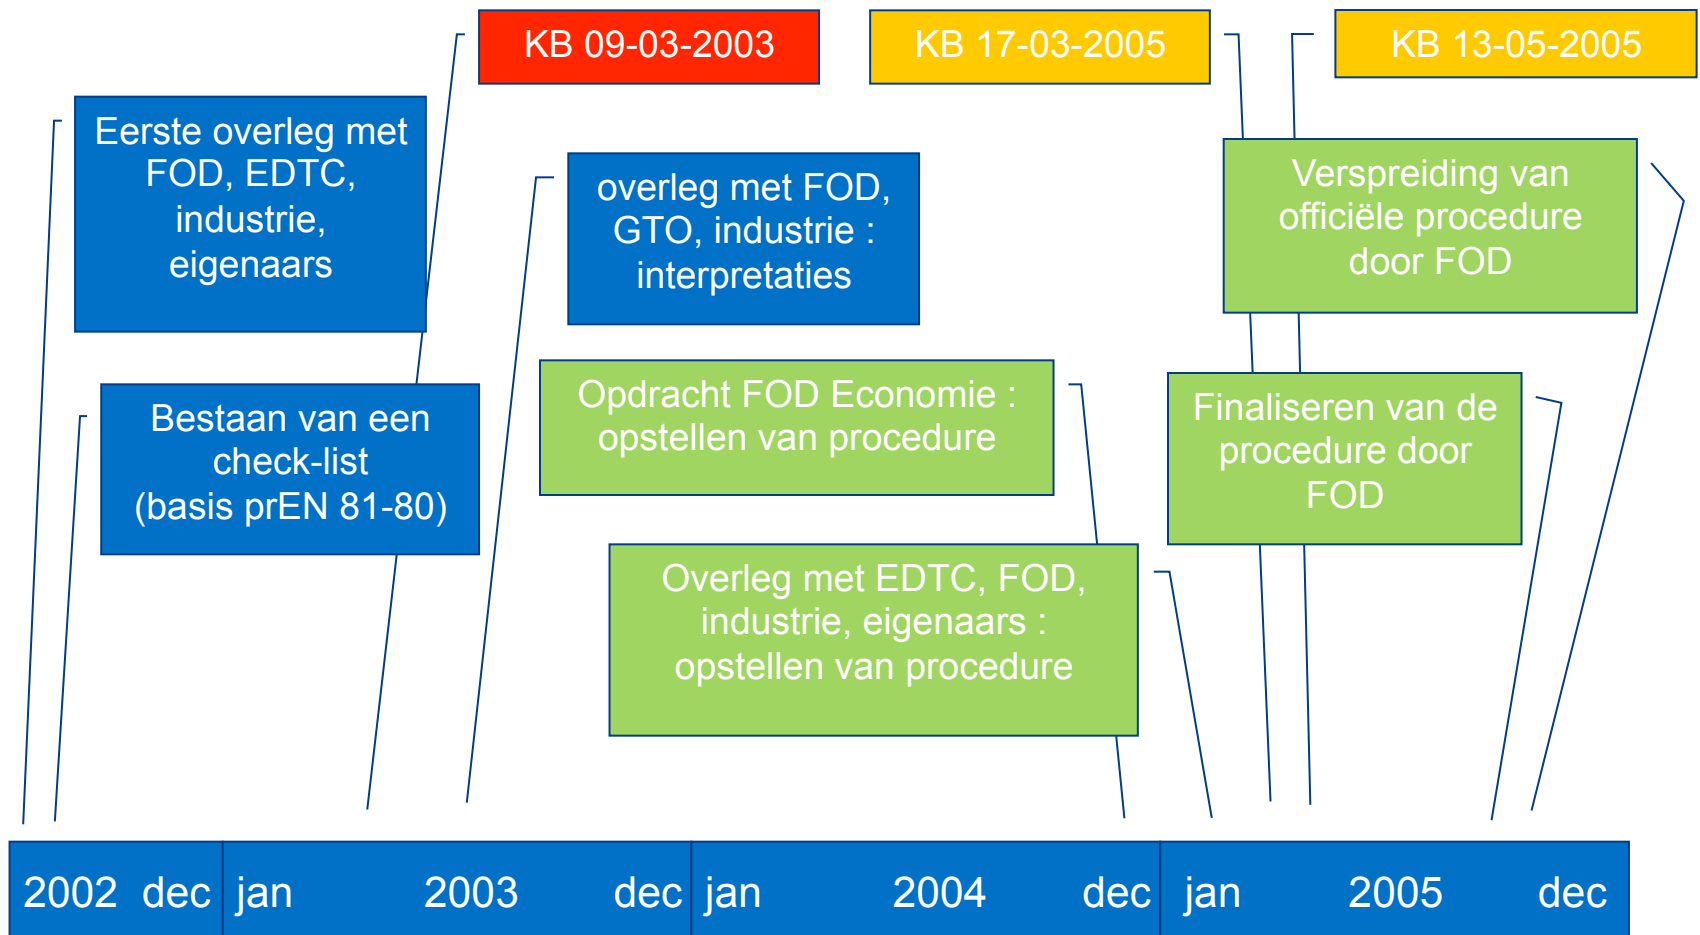 KB 09-03-2003
KB 17-03-2005
KB 13-05-2005
Eerste overleg met
FOD, EDTC,
industrie,
eigenaars
overleg met FOD,
GTO, industrie :
interpretaties
Verspreiding van
officiële procedure
door FOD
Bestaan van een
check-list
(basis prEN 81-80)
Opdracht FOD Economie :
opstellen van procedure
Finaliseren van de
procedure door
FOD
Overleg met EDTC, FOD,
industrie, eigenaars :
opstellen van procedure
2002 dec jan 2003 dec jan 2004 dec jan 2005 dec